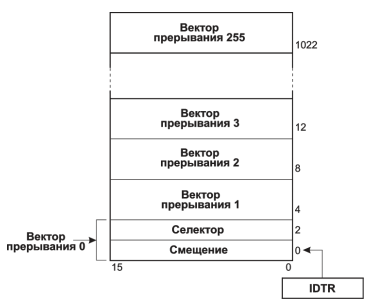 Вектор
прерывания 255
1022
Вектор
прерывания 3
12
Вектор
прерывания 2
8
Вектор
прерывания 1
4
Селектор
2
Вектор
прерывания 0
Смещение
0
15
0
IDTR